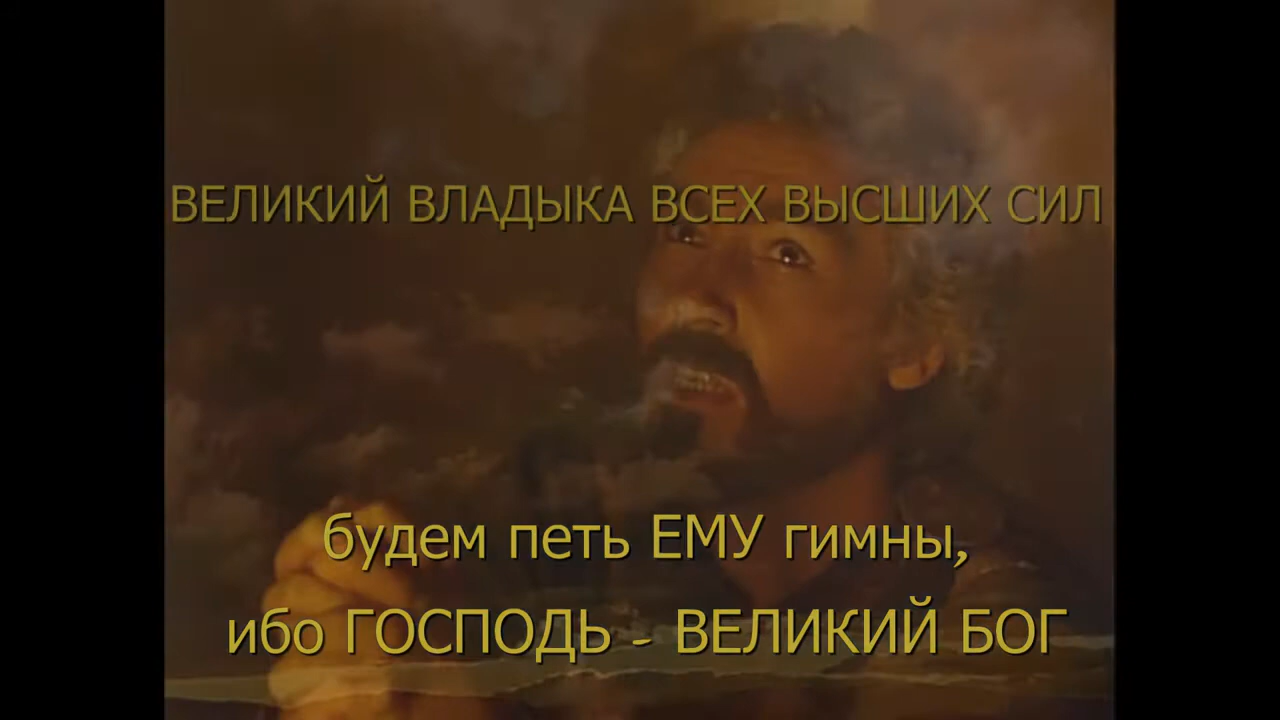 ВЕЛИКИЙ ВЛАДЫКА ВСЕХ ВЫСШИХ СИЛ
будем петь ЕМУ гимны,
ибо ГОСПОДЬ - ВЕЛИКИЙ БОГ